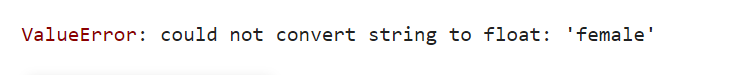 ValueError: could not convert string to float: 'female'